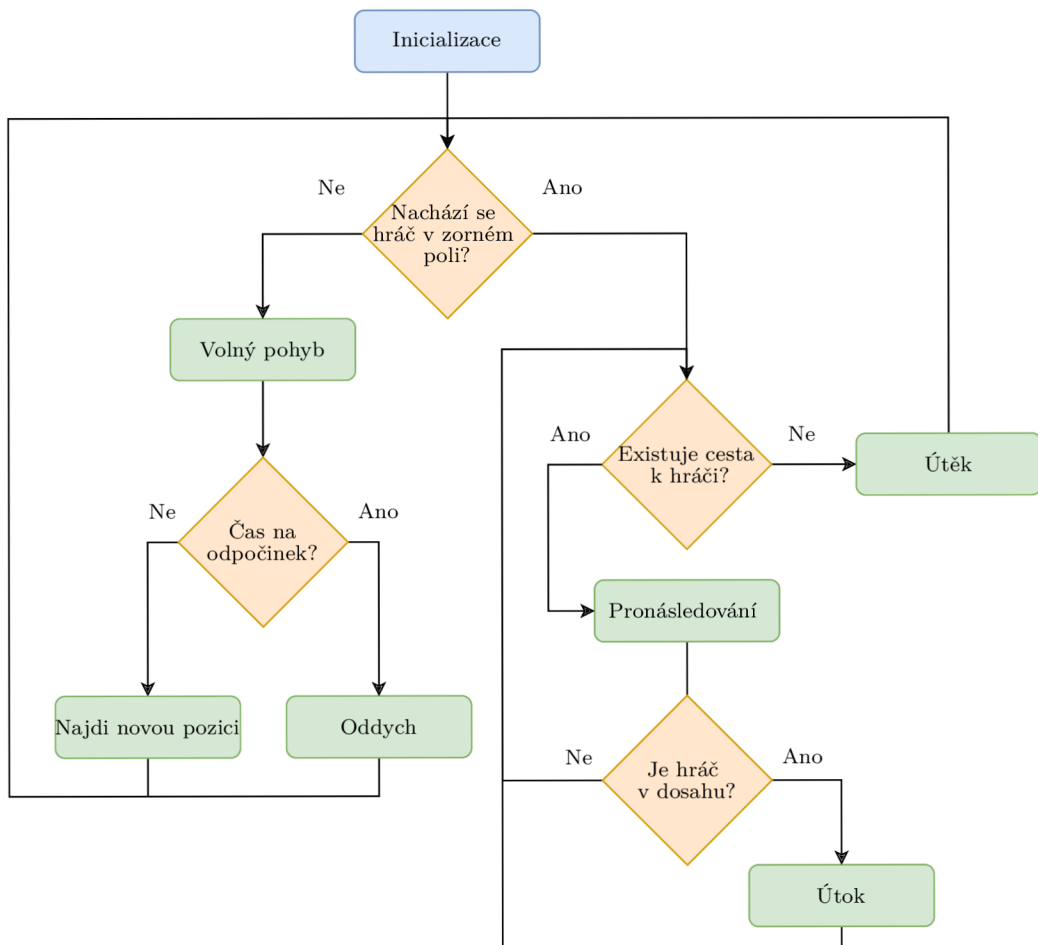 Inicializace
Ne
Ano
Nachází se
hráč v zorném
poli?
Volný pohyb
Ano
Existuje cesta
k hráči?
Ne
Útěk
Ne
Čas na
odpočinek?
Ano
Pronásledování
Najdi novou pozici
Oddych
Ne
Je hráč
v dosahu?
Ano
Útok